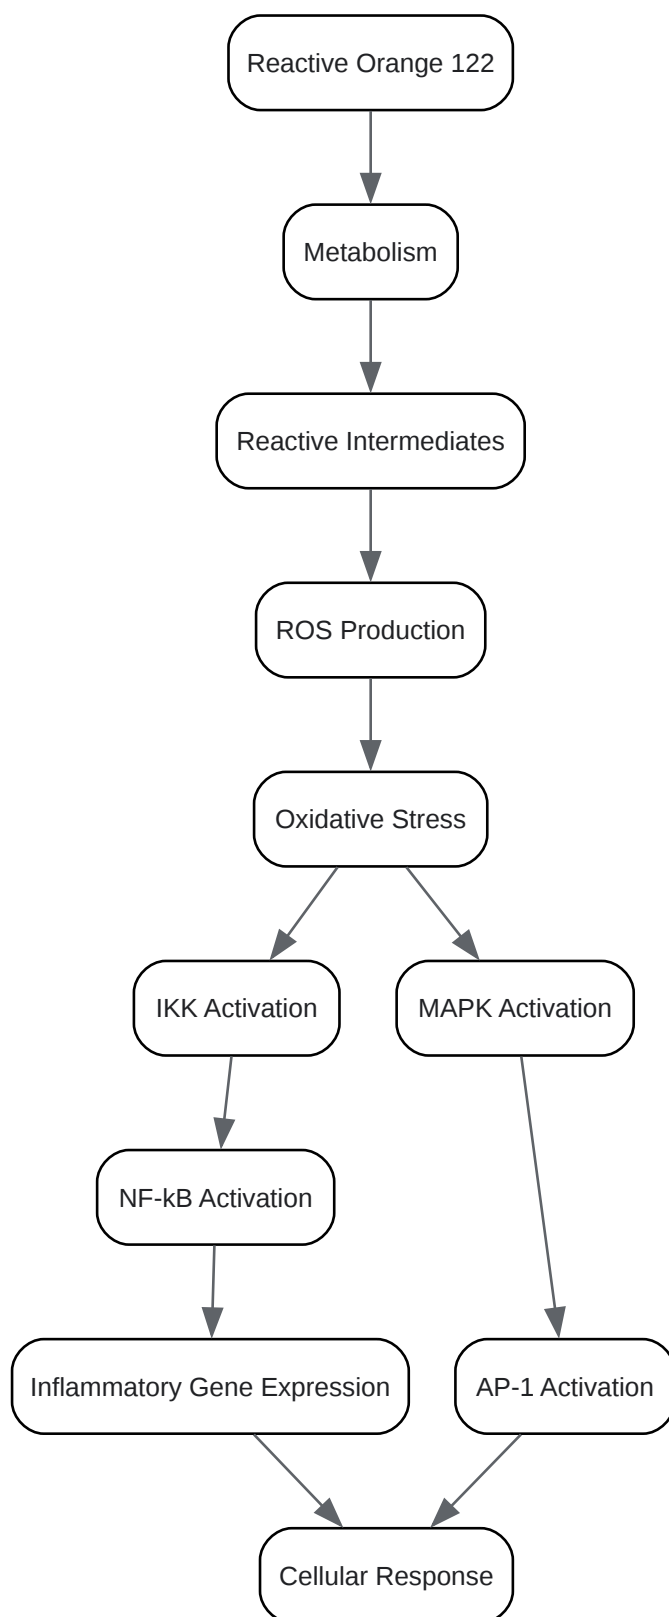 Reactive Orange 122
Metabolism
Reactive Intermediates
ROS Production
Oxidative Stress
IKK Activation
MAPK Activation
NF-kB Activation
Inflammatory Gene Expression
AP-1 Activation
Cellular Response